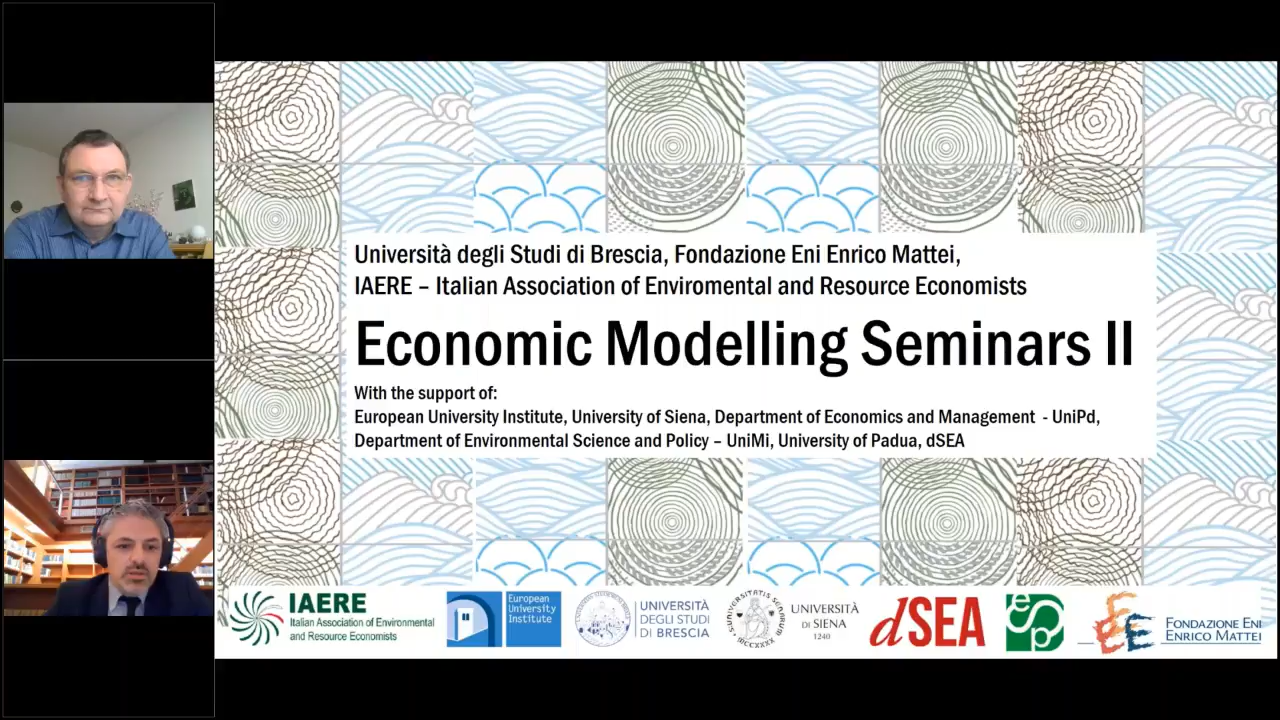 Università degli Studi di Brescia, Fondazione Eni Enrico Mattei,
IAERE – Italian Association of Enviromental and Resource Economists
Economic Modelling Seminars II
With the support of:
European University Institute, University of Siena, Department of Economics and Management - UniPd,
Department of Environmental Science and Policy – UniMi, University of Padua, dSEA
IAERE
Italian Association of Environmental
and Resource Economists
European
University
Institute
UNIVERSITÀ
DEGLI STUDI
DI BRESCIA
UNIVERSITÀ
DI SIENA
1240
dSEA
esp
FEEM
FONDAZIONE ENI
ENRICO MATTEI